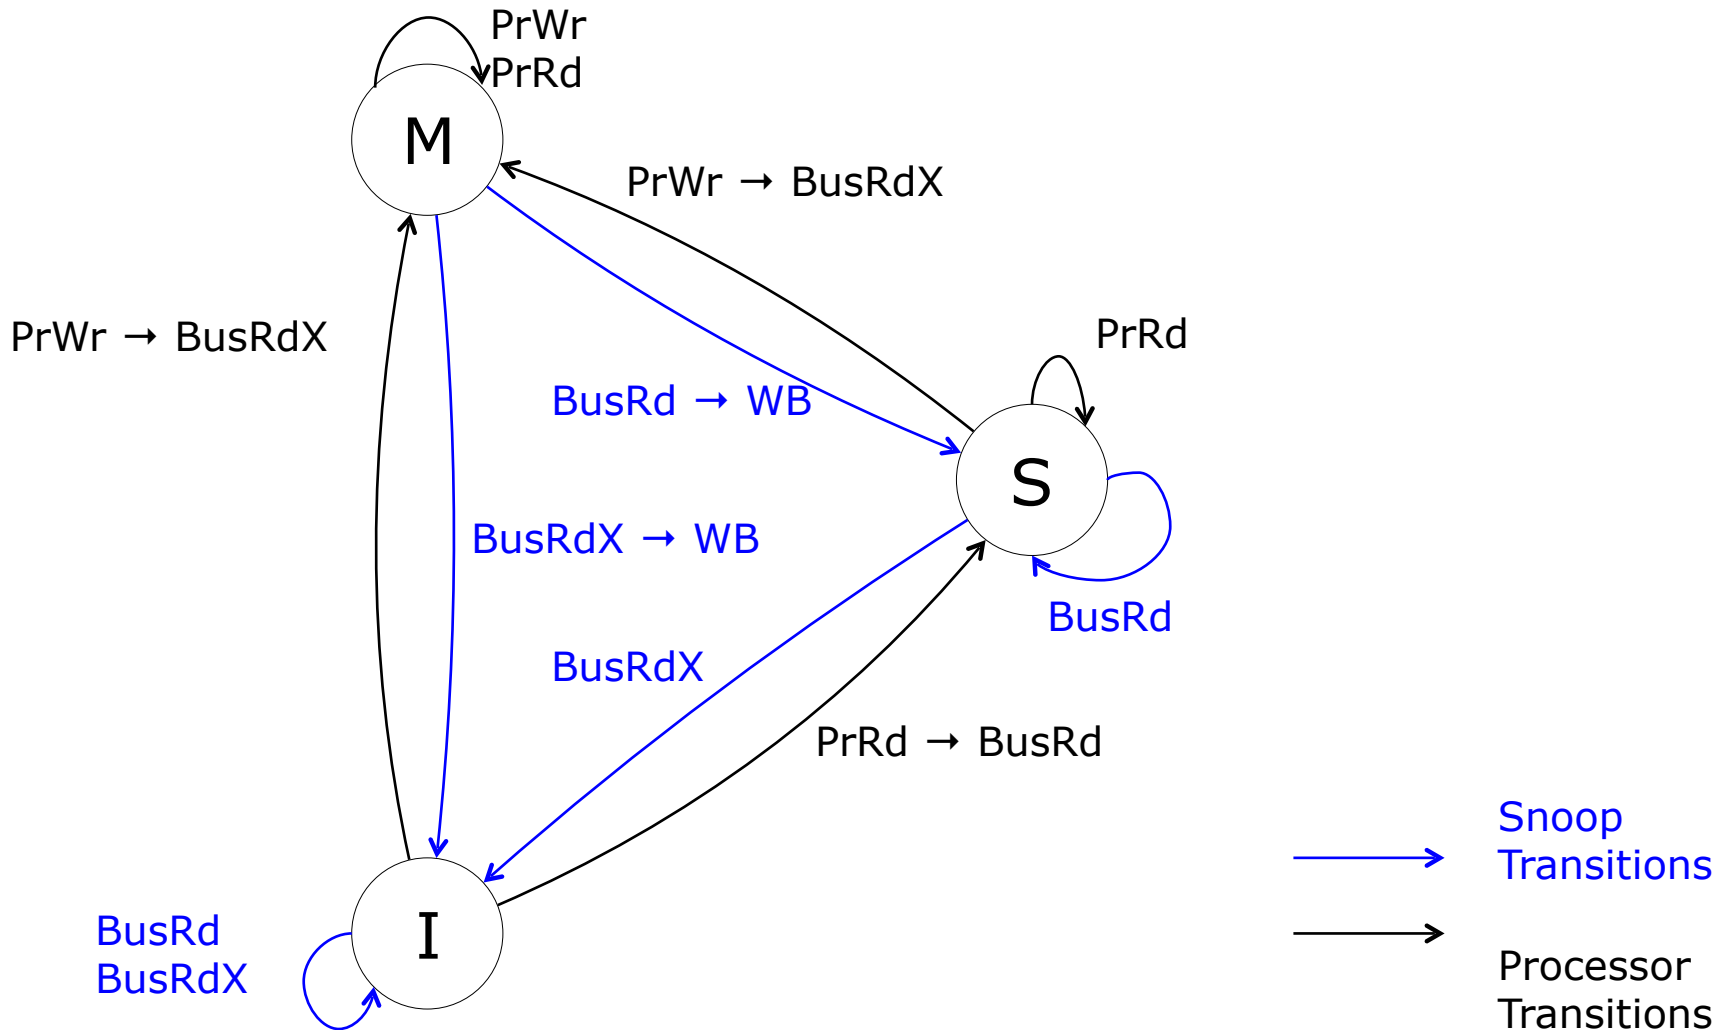 PrWr
PrRd
M
PrWr → BusRdX
PrWr → BusRdX
PrRd
BusRd → WB
S
BusRdX → WB
BusRd
BusRdX
PrRd → BusRd
Snoop
Transitions
BusRd
BusRdX
I
Processor
Transitions